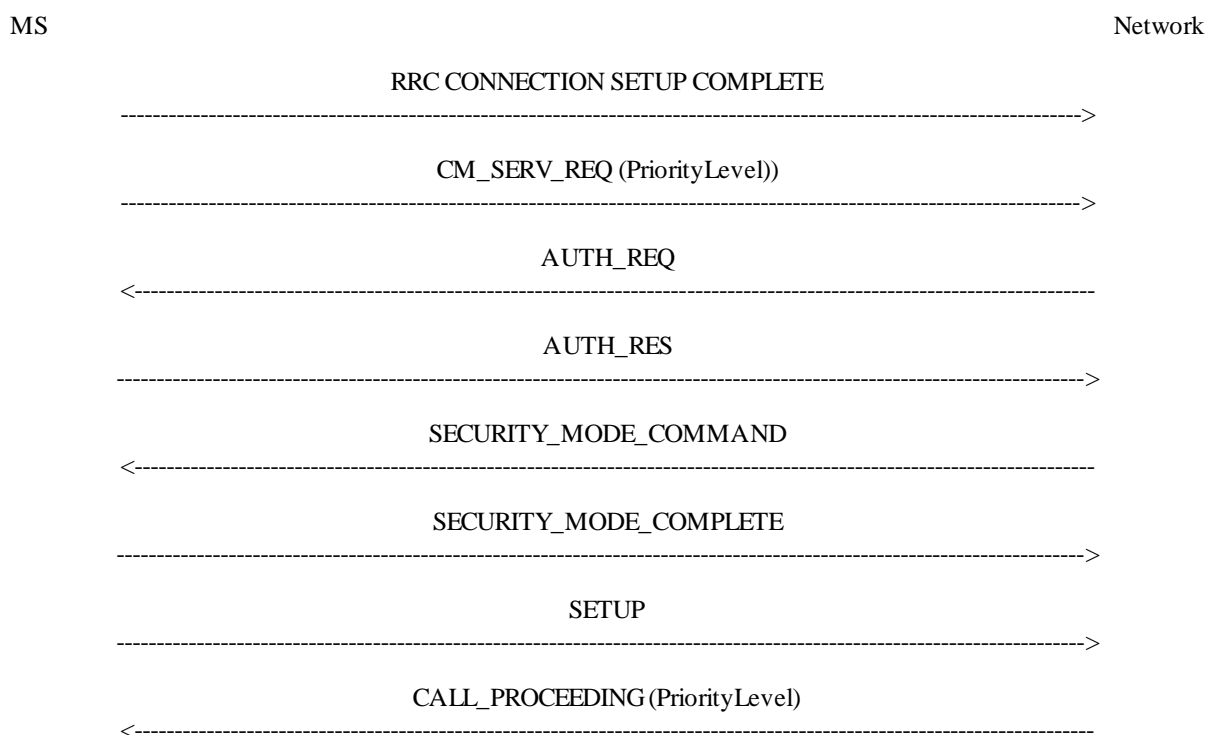 MS Network
RRC CONNECTION SETUP COMPLETE
------------------------------------------------------------------------------------------------------------------------>
CM_SERV_REQ (PriorityLevel))
------------------------------------------------------------------------------------------------------------------------>
AUTH_REQ
<------------------------------------------------------------------------------------------------------------------------
AUTH_RES
------------------------------------------------------------------------------------------------------------------------->
SECURITY_MODE_COMMAND
<------------------------------------------------------------------------------------------------------------------------
SECURITY_MODE_COMPLETE
------------------------------------------------------------------------------------------------------------------------->
SETUP
------------------------------------------------------------------------------------------------------------------------->
CALL_PROCEEDING (PriorityLevel)
<------------------------------------------------------------------------------------------------------------------------